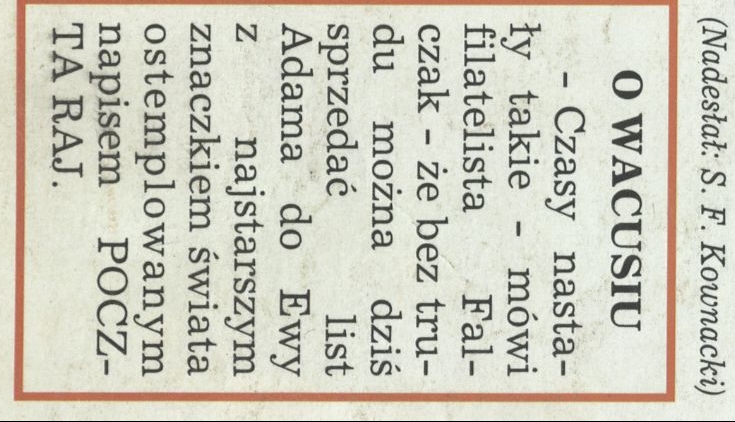 (Nadesłał: S. F. Kownacki)
O WACUSIU
- Czasy nasta-
ły takie - mówi
filatelista Fal-
czak - że bez tru-
du można dziś
sprzedać list
Adama do Ewy
z najstarszym
znaczkiem świata
ostemplowanym
napisem POCZ-
TA RAJ.